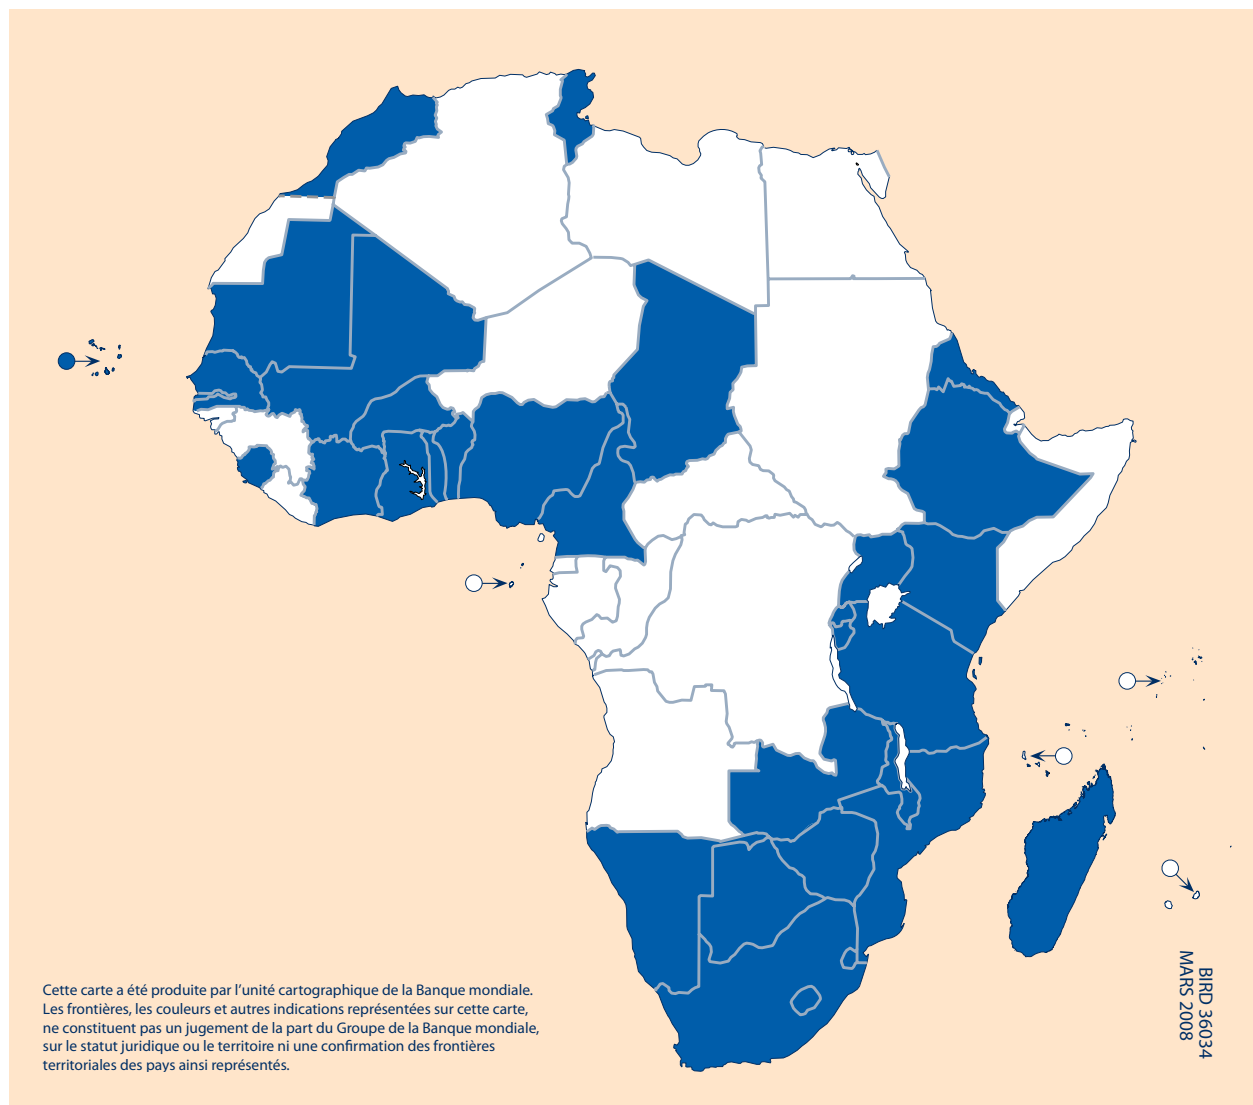 Cette carte a été produite par l’unité cartographique de la Banque mondiale.
Les frontières, les couleurs et autres indications représentées sur cette carte,
ne constituent pas un jugement de la part du Groupe de la Banque mondiale,
sur le statut juridique ou le territoire ni une confirmation des frontières
territoriales des pays ainsi représentés.
BIRD 36034
MARS 2008